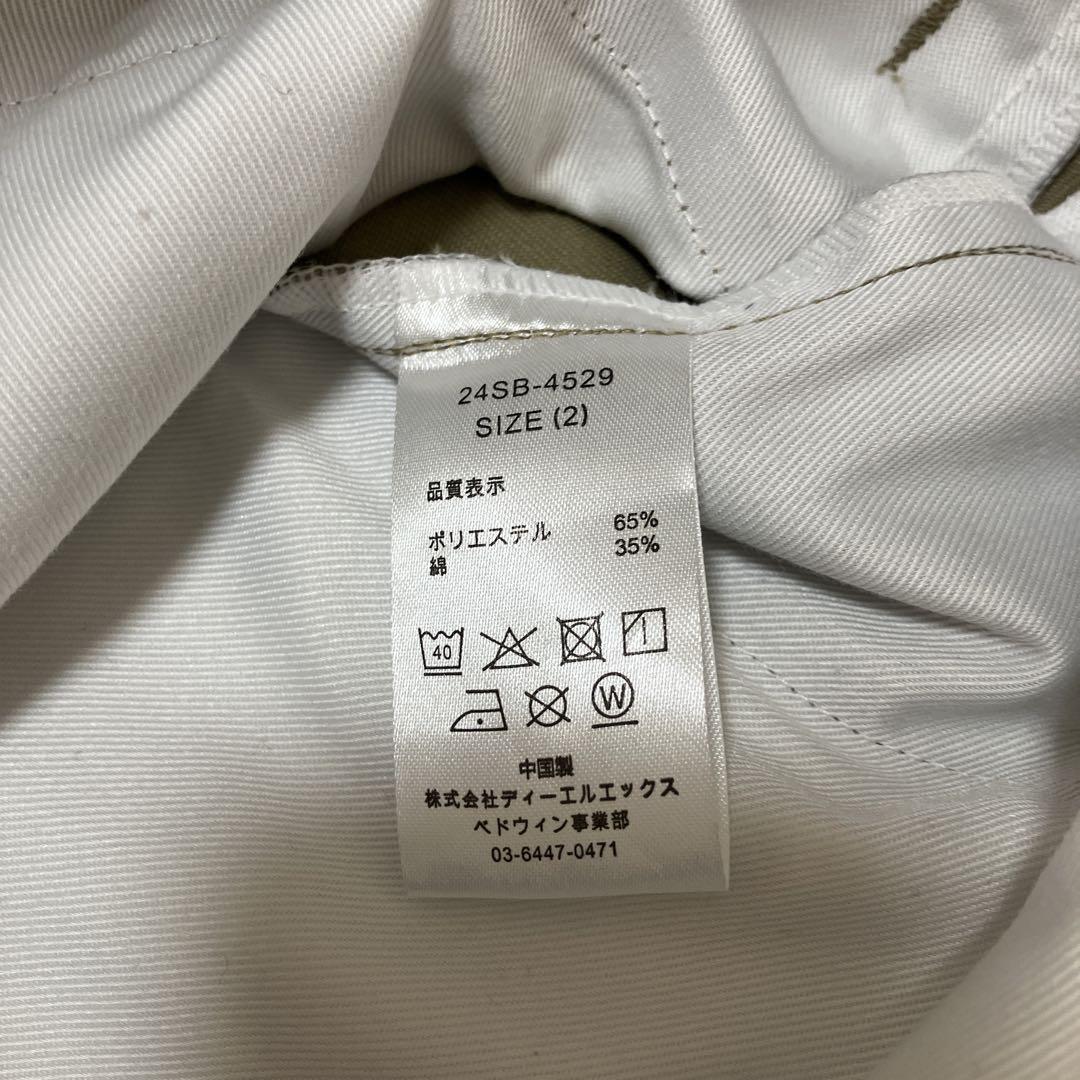 24SB-4529
SIZE (2)
品質表示
ポリエステル 65%
綿 35%
40
W
中国製
株式会社ディーエルエックス
ベドウィン事業部
03-6447-0471